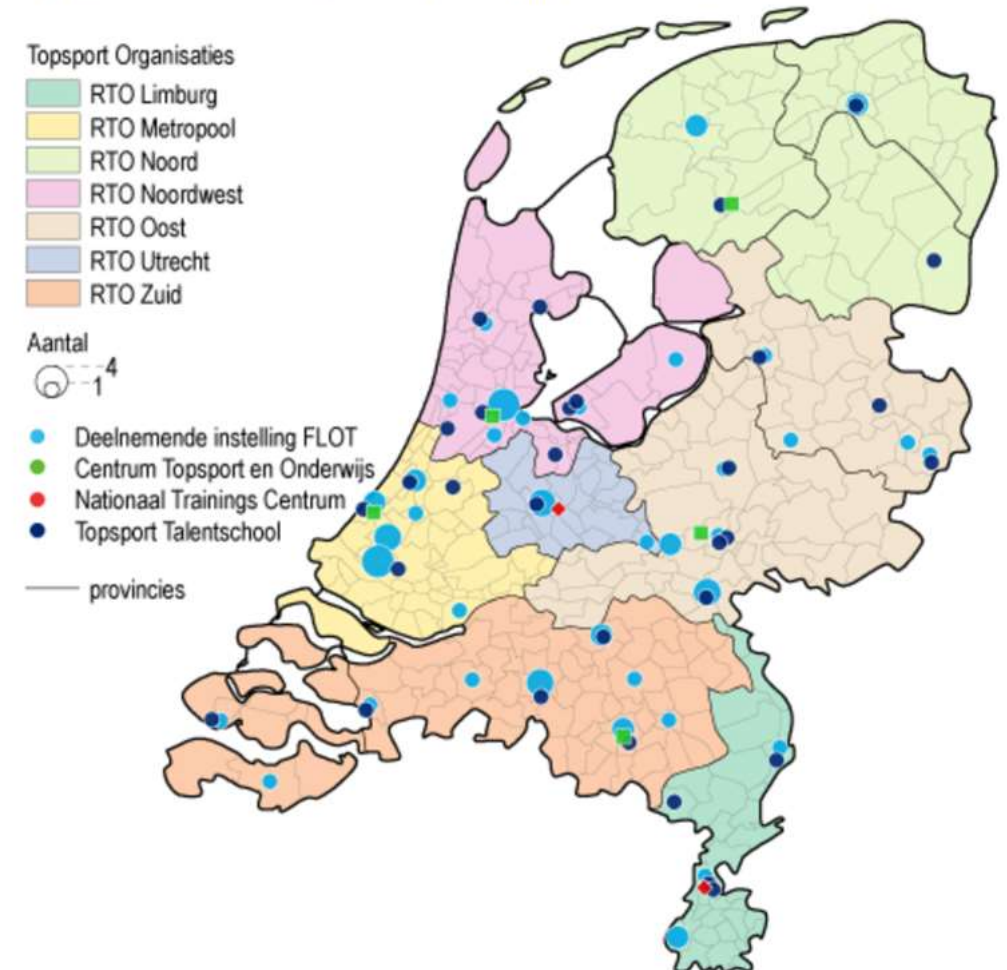 Topsport Organisaties
RTO Limburg
RTO Metropool
RTO Noord
RTO Noordwest
RTO Oost
RTO Utrecht
RTO Zuid
Aantal
4
1
Deelnemende instelling FLOT
Centrum Topsport en Onderwijs
Nationaal Trainings Centrum
Topsport Talentschool
provincies